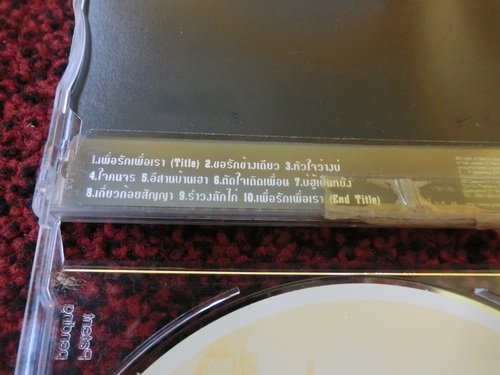 1.เพื่อรักเพื่อเรา (Title) 2.ขอรักข้างเดียว 3.หัวใจว่างบ่
4.ใจคนจร 5.อีสานบ้านเฮา 6.ตัดใจเถิดเพื่อน 7.บ่ฮู้เป็นหยัง
8.เกี่ยวก้อยสัญญา 9.รำวงลักไก่ 10.เพื่อรักเพื่อเรา (End Title)
Patent
pending